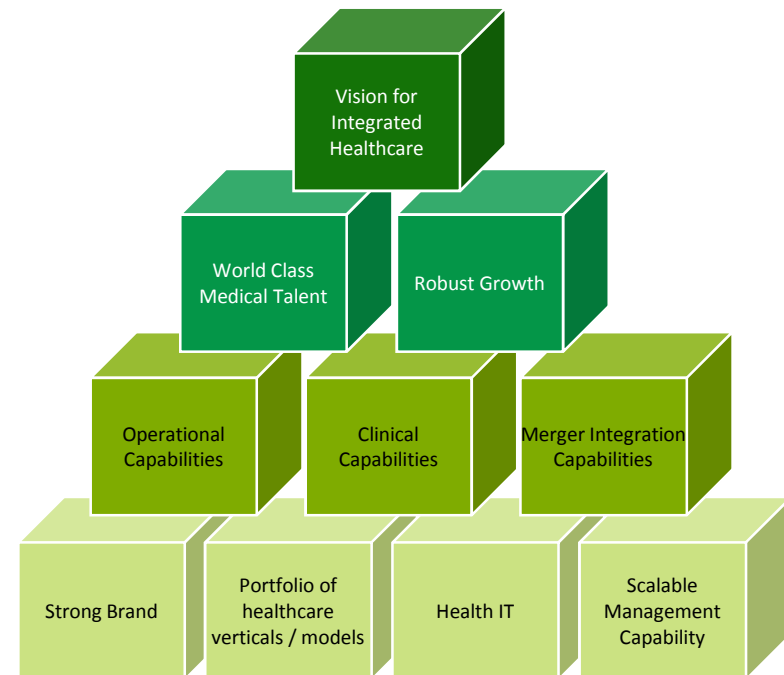 Vision for
Integrated
Healthcare
World Class
Medical Talent
Robust Growth
Operational
Capabilities
Clinical
Capabilities
Merger Integration
Capabilities
Strong Brand
Portfolio of
healthcare
verticals / models
Health IT
Scalable
Management
Capability